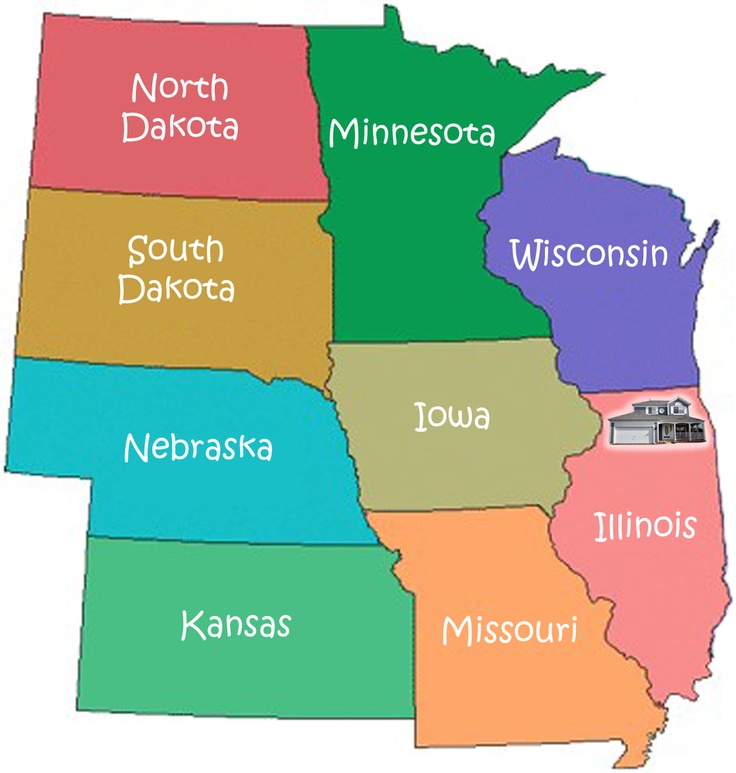 North
Dakota
Minnesota
South
Dakota
Wisconsin
Iowa
Nebraska
Illinois
Kansas
Missouri